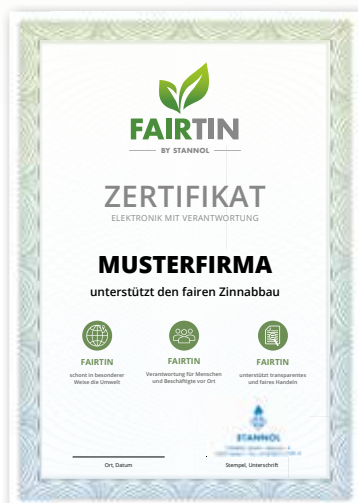 FAIRTIN
BY STANNOL
ZERTIFIKAT
ELEKTRONIK MIT VERANTWORTUNG
MUSTERFIRMA
unterstützt den fairen Zinnabbau
FAIRTIN
schont in besonderer
Weise die Umwelt
FAIRTIN
Verantwortung für Menschen
und Beschäftigte vor Ort
FAIRTIN
unterstützt transparentes
und faires Handeln
STANNOL
Ort, Datum
Stempel, Unterschrift